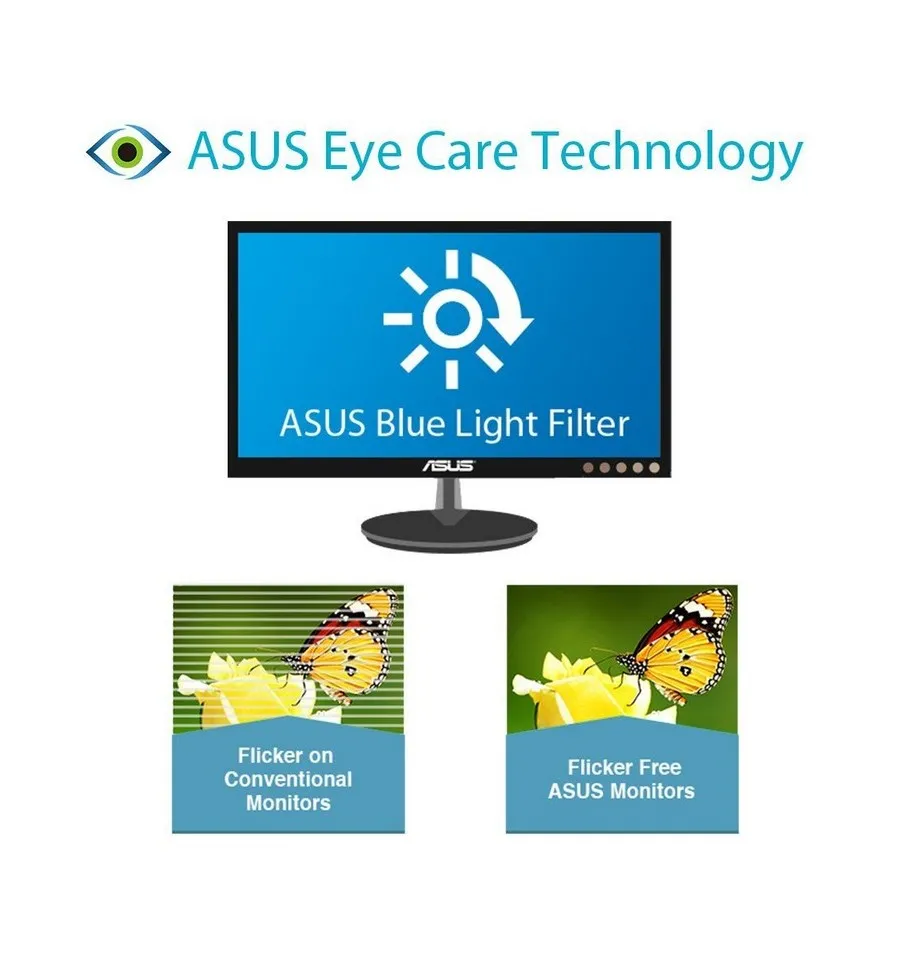 ASUS Eye Care Technology
ASUS Blue Light Filter
ASUS
Flicker on
Conventional
Monitors
Flicker Free
ASUS Monitors